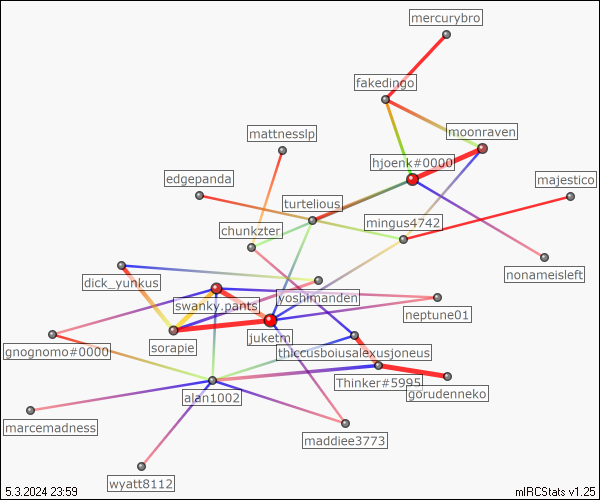 mercurybro
fakedingo
moonraven
mattnesslp
hjoenk#0000
edgepanda
majestico
turtelious
mingus4742
chunkzter
nonameisleft
dick_yunkus
yoshimanden
swanky.pants
neptune01
juketm
sorapie
gnognomo#0000
thiccusboiusalexusjoneus
Thinker#5995
gorudenneko
alan1002
marcemadness
maddiee3773
wyatt8112
5.3.2024 23:59 mIRCStats v1.25